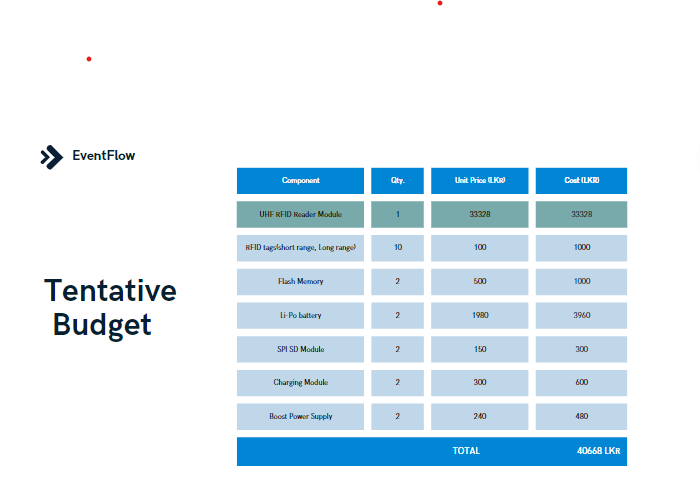 EventFlow
Tentative
Budget
Component Qty. Unit Price (LKR) Cost (LKR)
UHF RFID Reader Module 1 33328 33328
RFID tags(short range, Long range) 10 100 1000
Flash Memory 2 500 1000
Li-Po battery 2 1980 3960
SPI SD Module 2 150 300
Charging Module 2 300 600
Boost Power Supply 2 240 480
TOTAL 40668 LKR